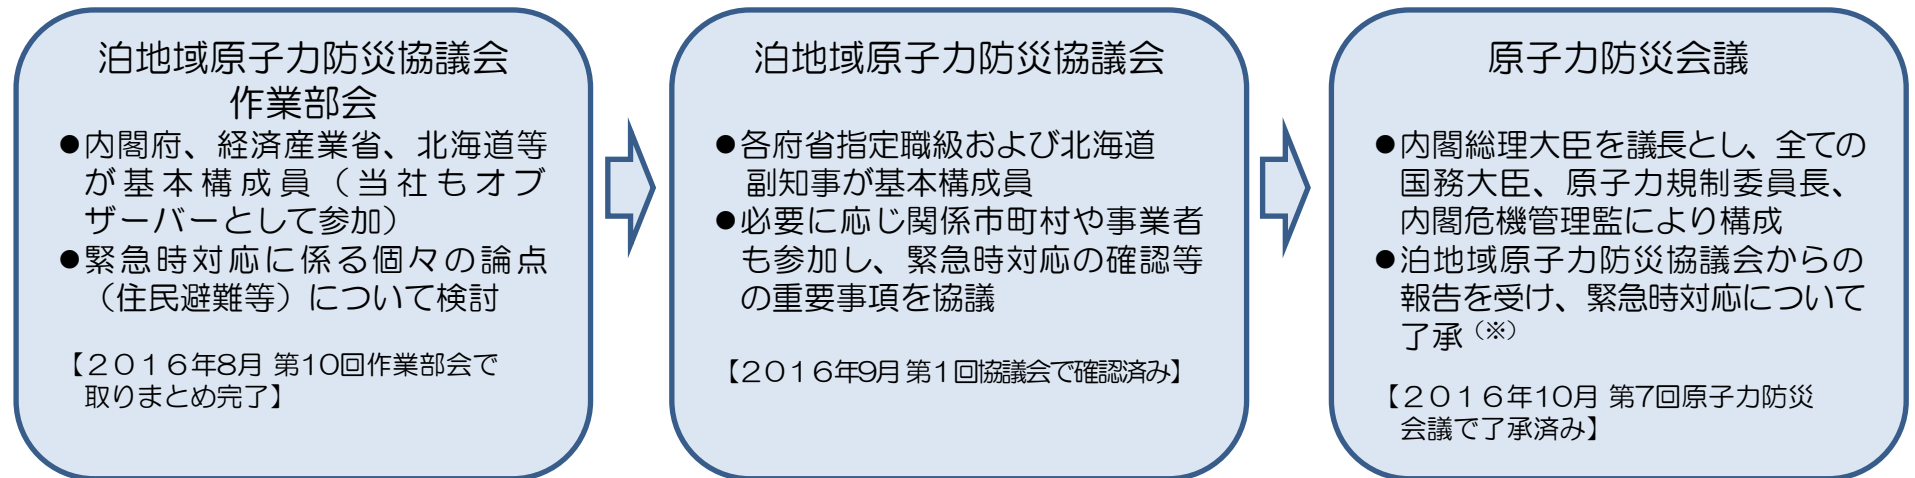 泊地域原子力防災協議会
作業部会
●内閣府、経済産業省、北海道等
が基本構成員（当社もオブ
ザーバーとして参加）
●緊急時対応に係る個々の論点
（住民避難等）について検討
【２０１６年8月 第10回作業部会で
取りまとめ完了】
泊地域原子力防災協議会
●各府省指定職級および北海道
副知事が基本構成員
●必要に応じ関係市町村や事業者
も参加し、緊急時対応の確認等
の重要事項を協議
【２０１６年9月 第１回協議会で確認済み】
原子力防災会議
●内閣総理大臣を議長とし、全ての
国務大臣、原子力規制委員長、
内閣危機管理監により構成
●泊地域原子力防災協議会からの
報告を受け、緊急時対応について
了承（※）
【２０１６年10月 第7回原子力防災
会議で了承済み】